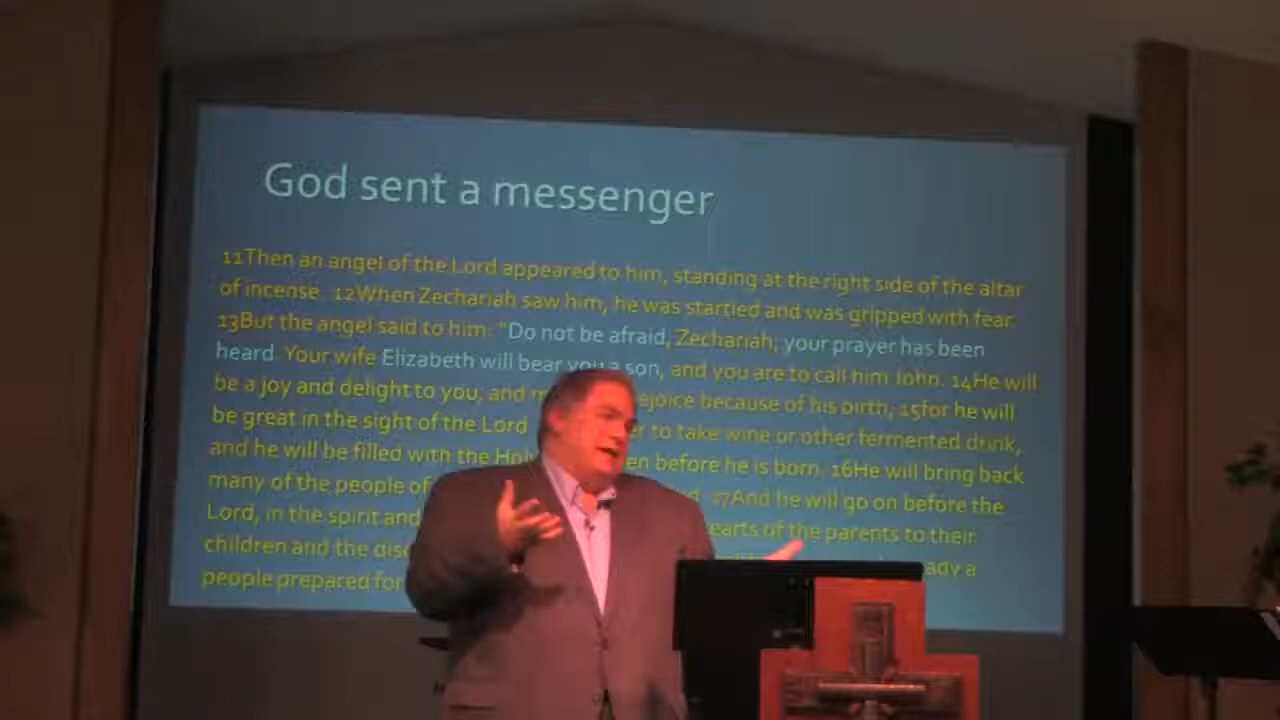 God sent a messenger
11Then an angel of the Lord appeared to him, standing at the right side of the altar
of incense. 12When Zechariah saw him, he was startled and was gripped with fear.
13But the angel said to him: "Do not be afraid, Zechariah; your prayer has been
heard. Your wife Elizabeth will bear you a son, and you are to call him John. 14He will
be a joy and delight to you, and rejoice because of his birth, 15for he will
be great in the sight of the Lord to take wine or other fermented drink,
and he will be filled with the Holy before he is born. 16He will bring back
many of the people of 17And he will go on before the
Lord, in the spirit and hearts of the parents to their
children and the
people prepared for